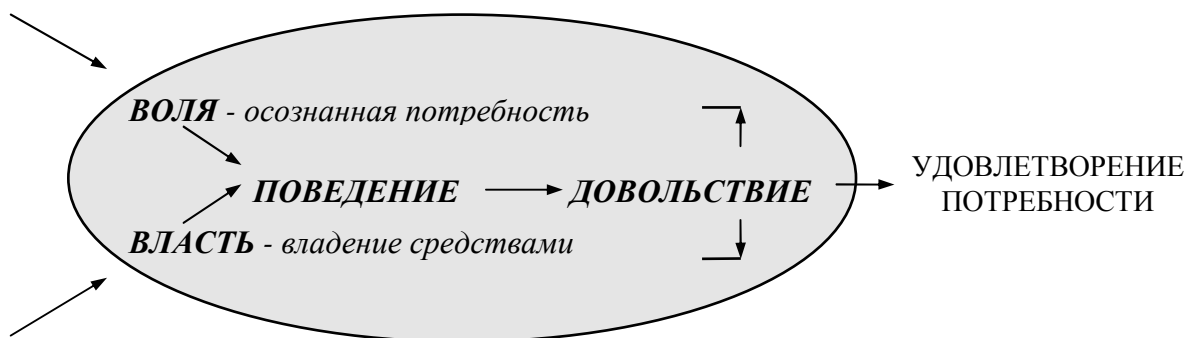 ВОЛЯ - осознанная потребность
ПОВЕДЕНИЕ
ДОВОЛЬСТВИЕ
УДОВЛЕТВОРЕНИЕ
ПОТРЕБНОСТИ
ВЛАСТЬ - владение средствами